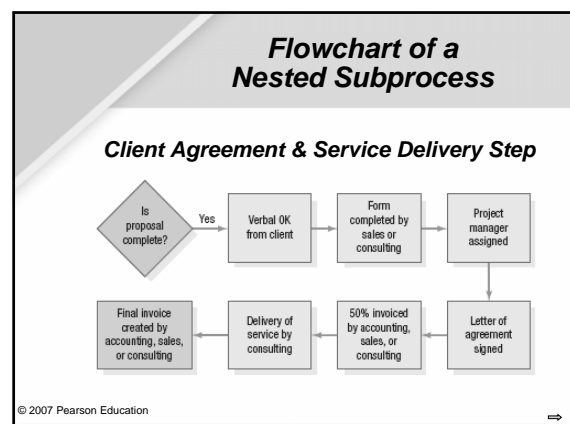 Flowchart of a
Nested Subprocess
Client Agreement & Service Delivery Step
Is
proposal
complete?
Yes
Verbal OK
from client
Form
completed by
sales or
consulting
Project
manager
assigned
Letter of
agreement
signed
50% invoiced
by accounting,
sales, or
consulting
Delivery of
service by
consulting
Final invoice
created by
accounting, sales,
or consulting
© 2007 Pearson Education